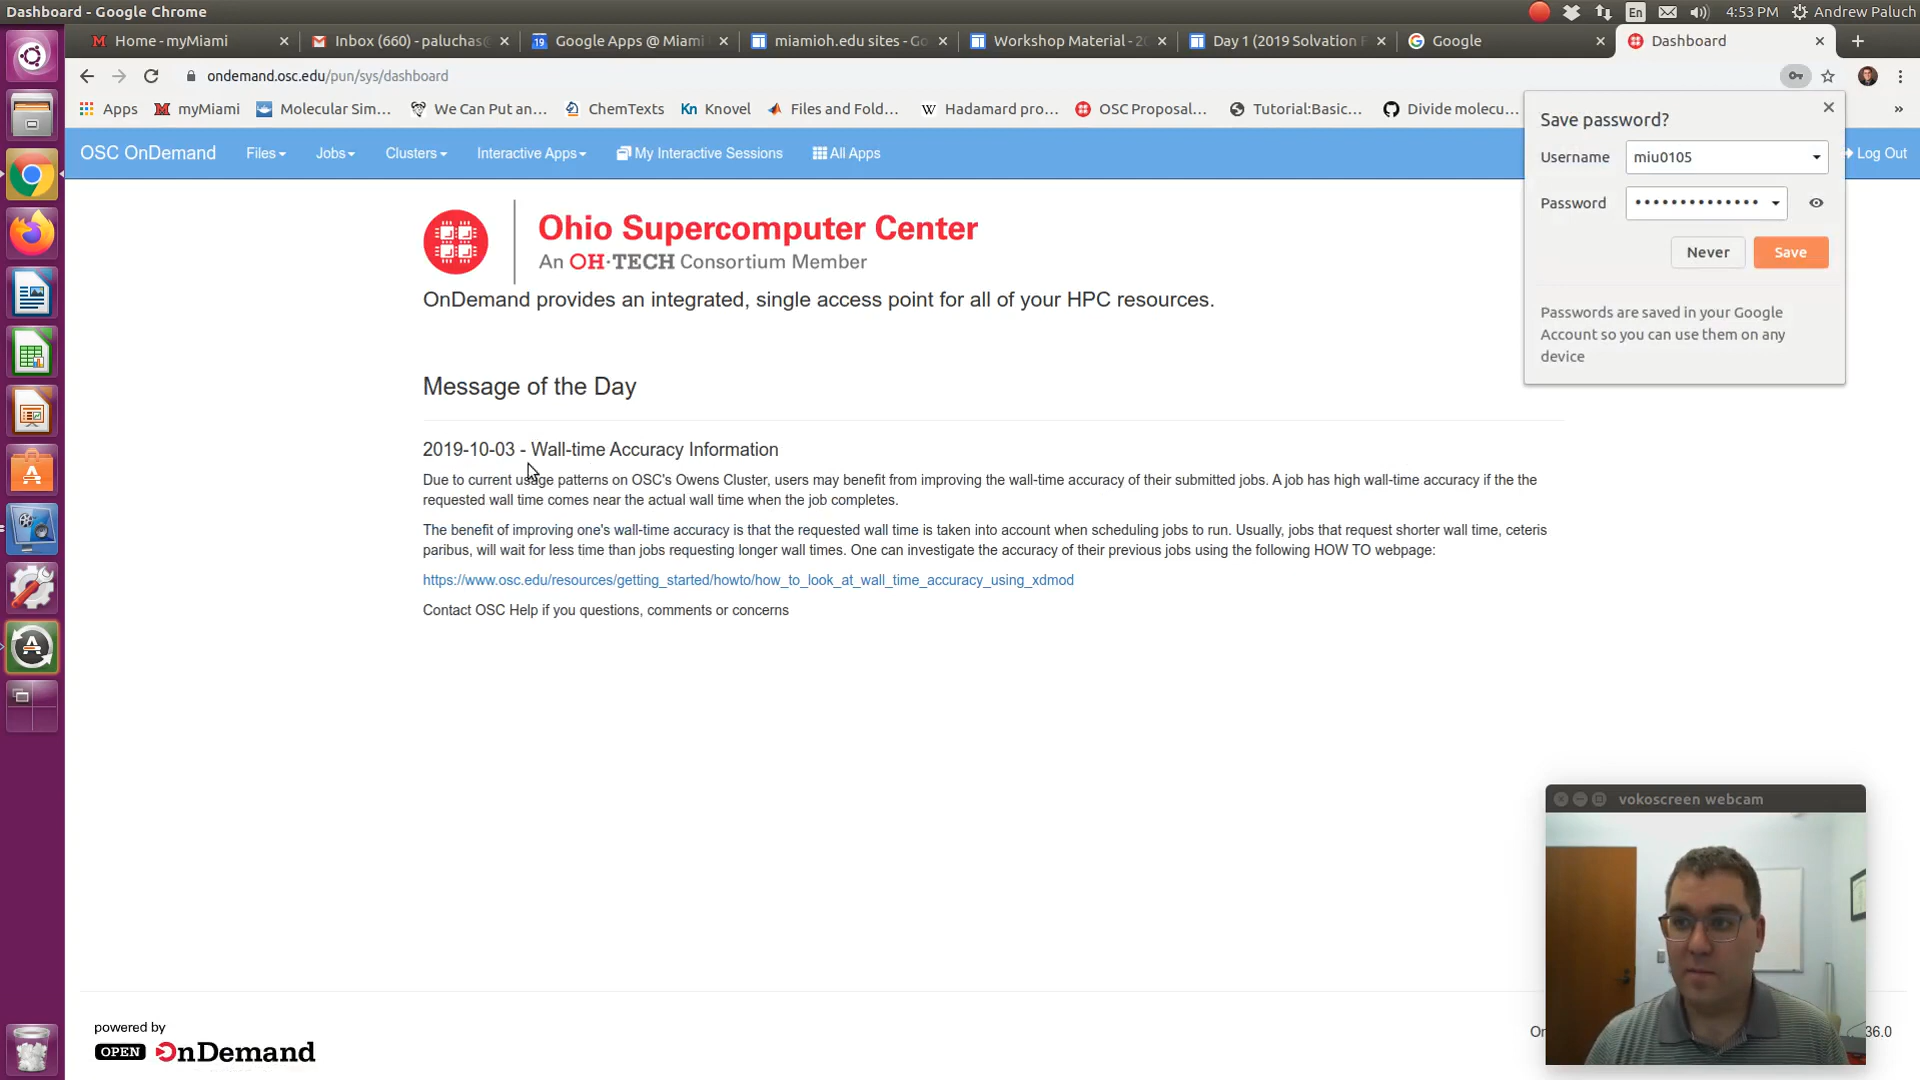 Dashboard - Google Chrome
En
4:53 PM
Andrew Paluch
Home - myMiami
Inbox (660) - paluchas@
Google Apps @ Miami
miamioh.edu sites - Go
Workshop Material - 20
Day 1 (2019 Solvation F
Google
Dashboard
ondemand.osc.edu/pun/sys/dashboard
Apps
myMiami
Molecular Sim...
We Can Put an...
ChemTexts
Kn Knovel
Files and Fold...
W Hadamard pro...
OSC Proposal...
Tutorial:Basic...
Divide molecu...
»
OSC OnDemand
Files
Jobs
Clusters
Interactive Apps
My Interactive Sessions
All Apps
Log Out
Save password?
Username
miu0105
Password
••••••••••••••
Never
Save
Passwords are saved in your Google
Account so you can use them on any
device
Ohio Supercomputer Center
An OH·TECH Consortium Member
OnDemand provides an integrated, single access point for all of your HPC resources.
Message of the Day
2019-10-03 - Wall-time Accuracy Information
Due to current usage patterns on OSC's Owens Cluster, users may benefit from improving the wall-time accuracy of their submitted jobs. A job has high wall-time accuracy if the the
requested wall time comes near the actual wall time when the job completes.
The benefit of improving one's wall-time accuracy is that the requested wall time is taken into account when scheduling jobs to run. Usually, jobs that request shorter wall time, ceteris
paribus, will wait for less time than jobs requesting longer wall times. One can investigate the accuracy of their previous jobs using the following HOW TO webpage:
https://www.osc.edu/resources/getting_started/howto/how_to_look_at_wall_time_accuracy_using_xdmod
Contact OSC Help if you questions, comments or concerns
vokoscreen webcam
powered by
OPEN OnDemand
36.0